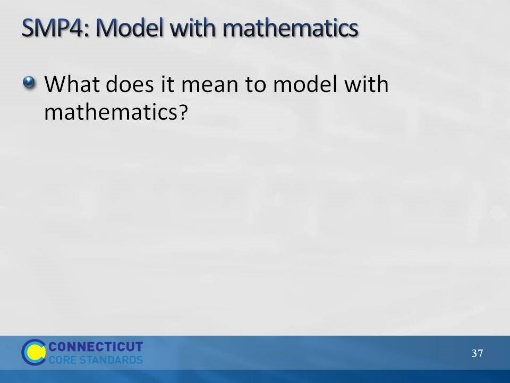 SMP4: Model with mathematics
What does it mean to model with
mathematics?
CONNECTICUT
CORE STANDARDS
37